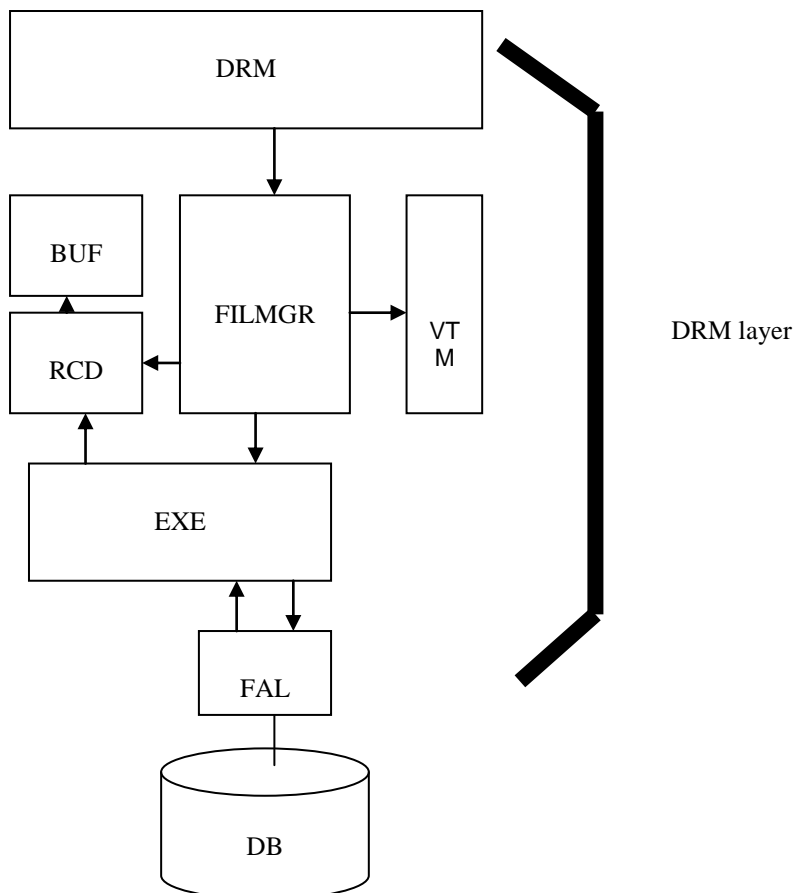 DRM
BUF
FILMGR
VT
M
DRM layer
RCD
EXE
FAL
DB